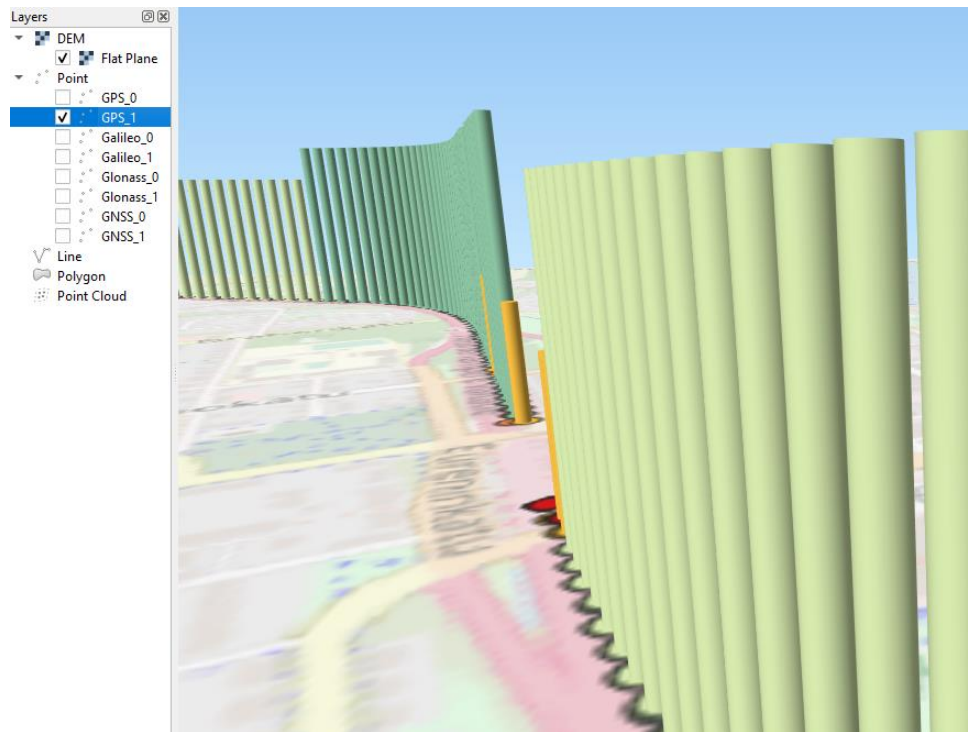 Layers
DEM
Flat Plane
Point
GPS_0
GPS_1
Galileo_0
Galileo_1
Glonass_0
Glonass_1
GNSS_0
GNSS_1
Line
Polygon
Point Cloud